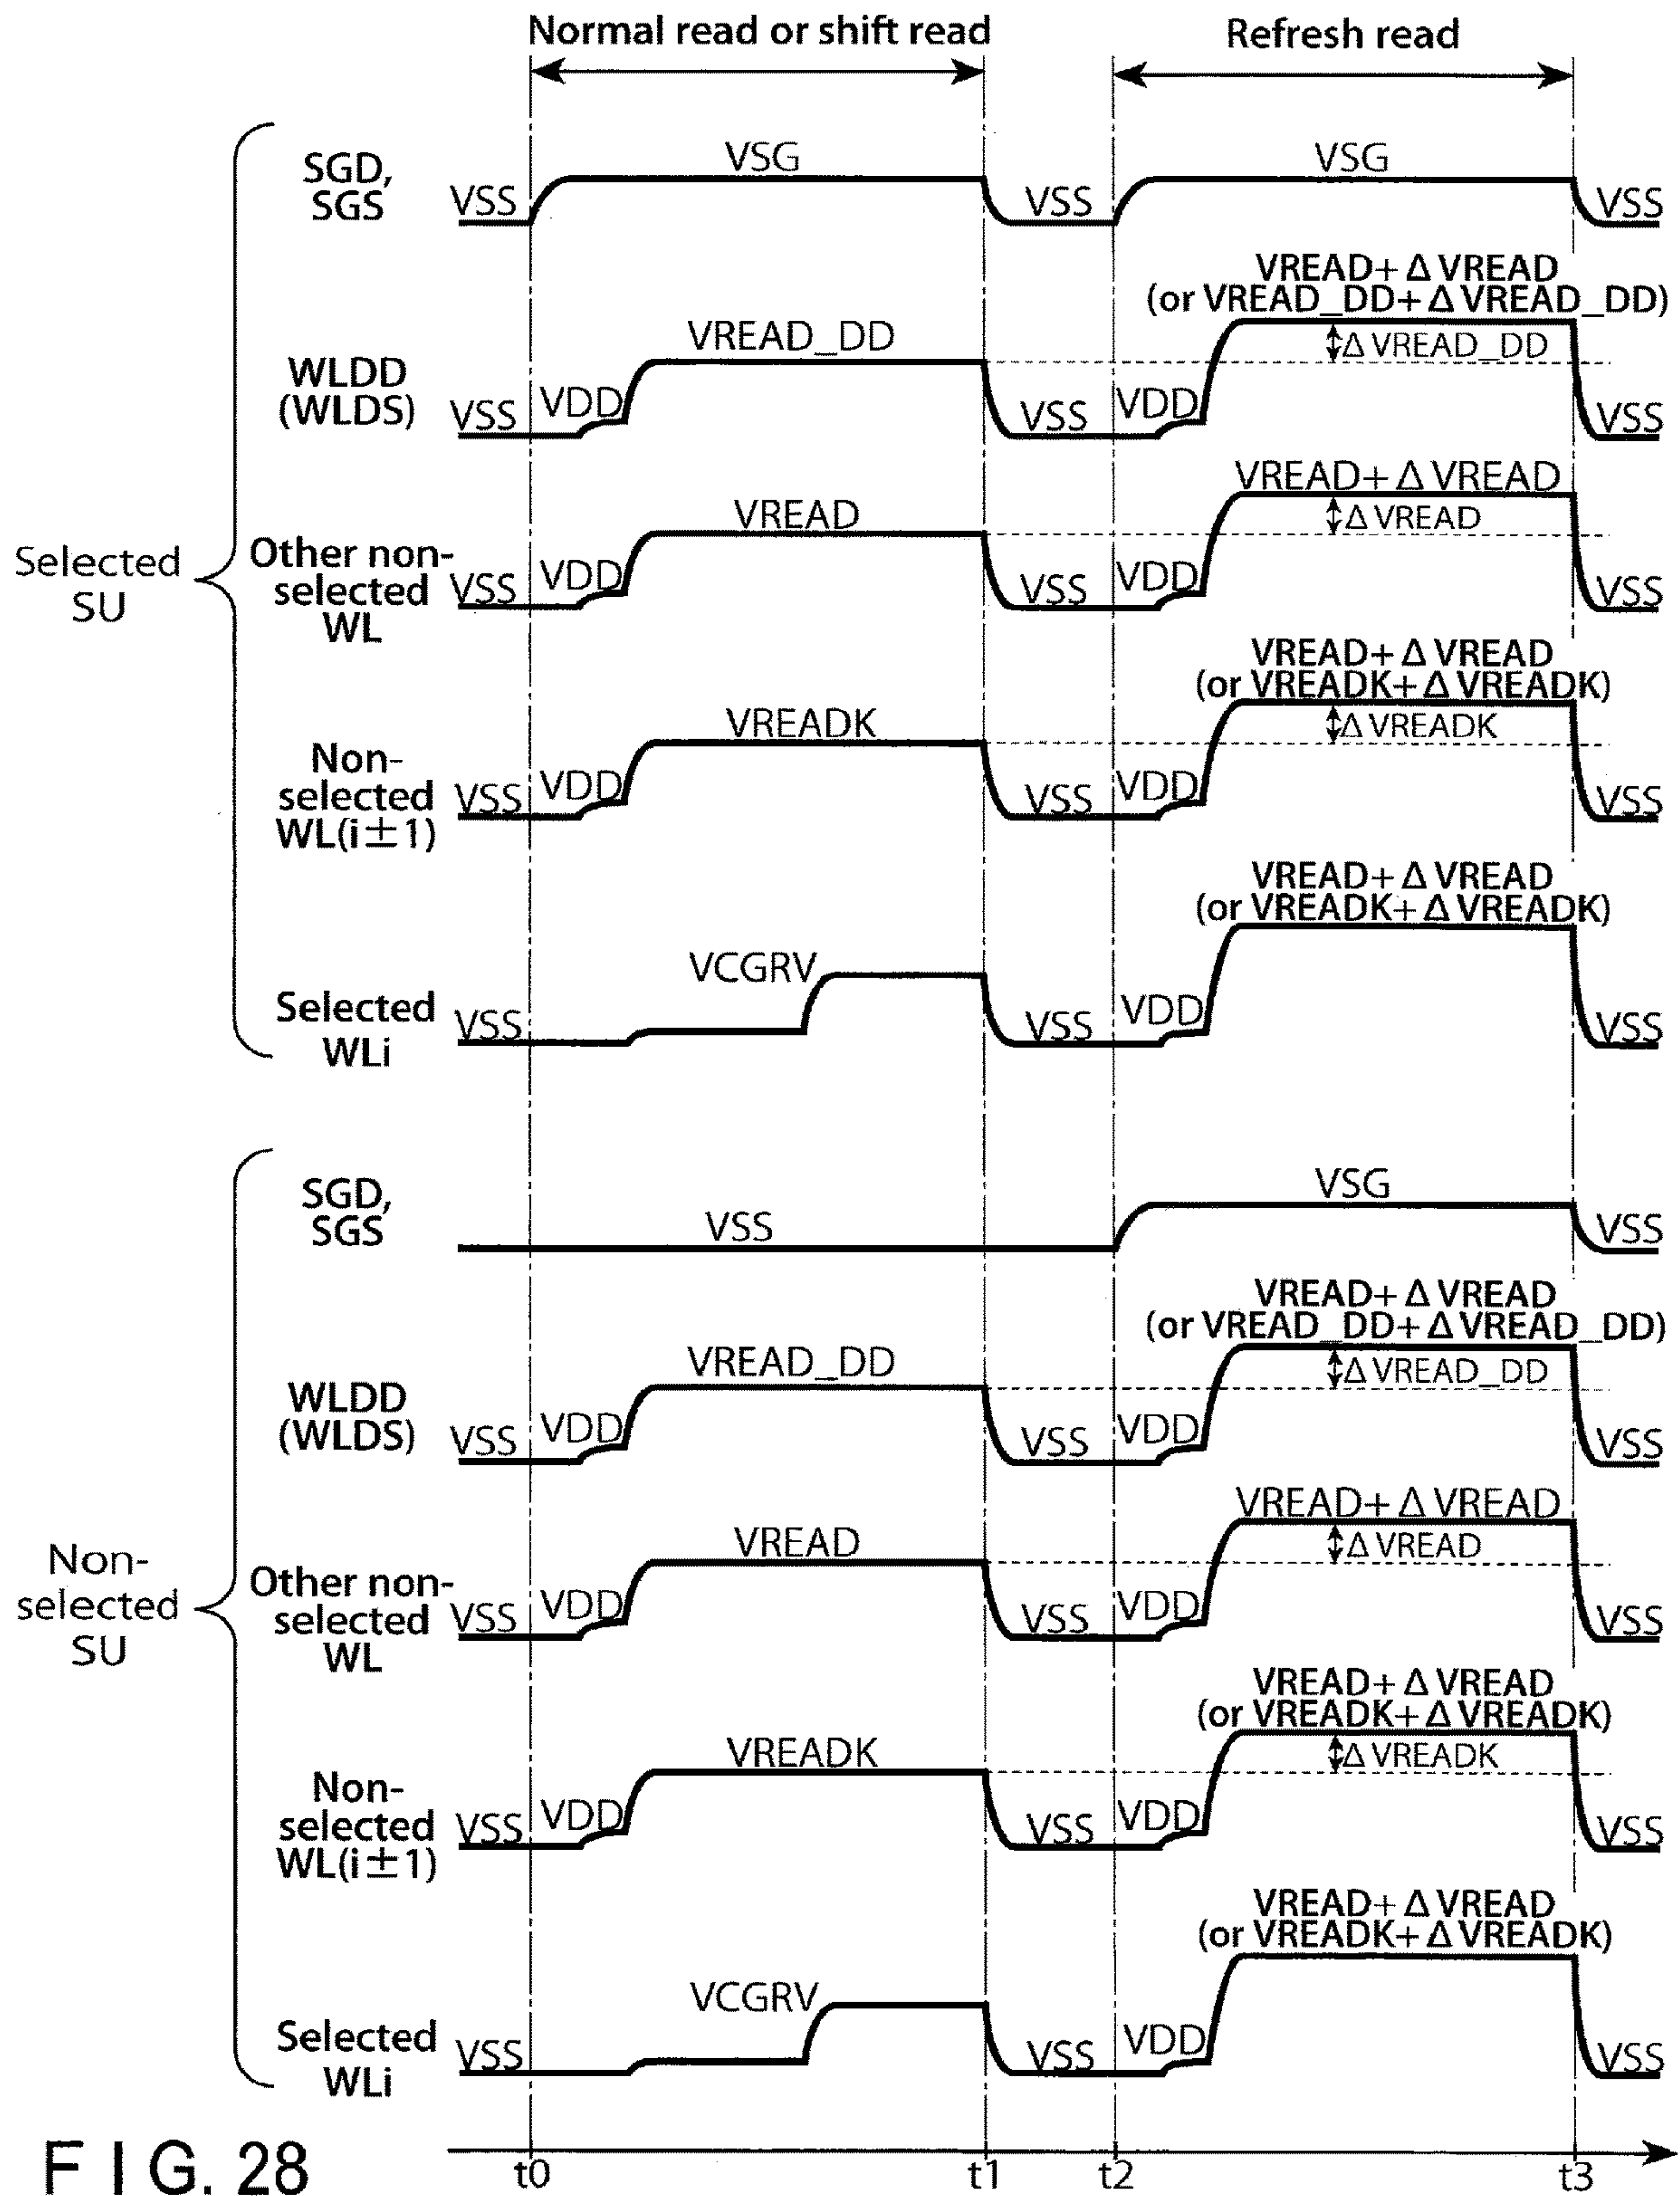 Normal read or shift read
Refresh read
Selected
SU
SGD,
SGS
VSS
VSG
VSS
VSG
VSS
WLDD
(WLDS)
VSS
VDD
VREAD_DD
VSS
VDD
VREAD+ Δ VREAD
(or VREAD_DD+ Δ VREAD_DD)
Δ VREAD_DD
VSS
Other non-
selected
WL
VSS
VDD
VREAD
VSS
VDD
VREAD+ Δ VREAD
Δ VREAD
VSS
Non-
selected
WL(i±1)
VSS
VDD
VREADK
VSS
VDD
VREAD+ Δ VREAD
(or VREADK+ Δ VREADK)
Δ VREADK
VSS
Selected
WLi
VSS
VCGRV
VSS
VDD
VREAD+ Δ VREAD
(or VREADK+ Δ VREADK)
VSS
Non-
selected
SU
SGD,
SGS
VSS
VSG
VSS
WLDD
(WLDS)
VSS
VDD
VREAD_DD
VSS
VDD
VREAD+ Δ VREAD
(or VREAD_DD+ Δ VREAD_DD)
Δ VREAD_DD
VSS
Other non-
selected
WL
VSS
VDD
VREAD
VSS
VDD
VREAD+ Δ VREAD
Δ VREAD
VSS
Non-
selected
WL(i±1)
VSS
VDD
VREADK
VSS
VDD
VREAD+ Δ VREAD
(or VREADK+ Δ VREADK)
Δ VREADK
VSS
Selected
WLi
VSS
VCGRV
VSS
VDD
VREAD+ Δ VREAD
(or VREADK+ Δ VREADK)
VSS
t0
t1
t2
t3
FIG. 28